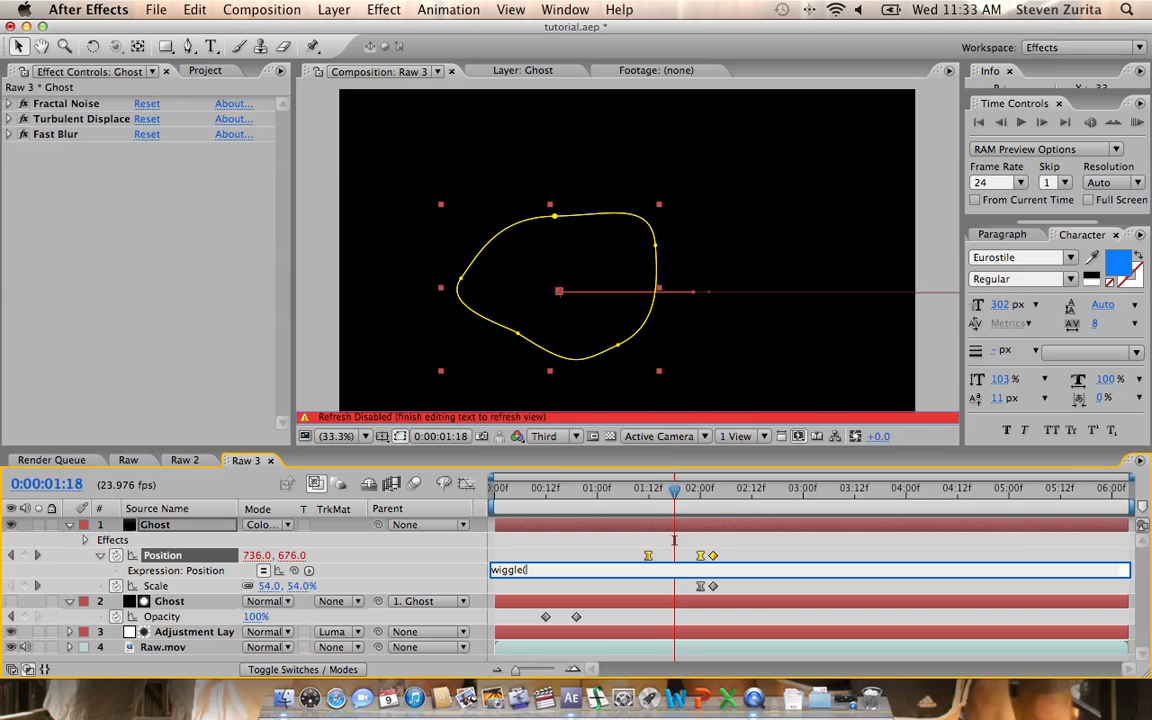 After Effects File Edit Composition Layer Effect Animation View Window Help Wed 11:33 AM Steven Zurita
tutorial.aep *
Workspace: Effects
Effect Controls: Ghost Project
Composition: Raw 3 Layer: Ghost Footage: (none)
Info
Raw 3 * Ghost
fx Fractal Noise Reset About...
fx Turbulent Displace Reset About...
fx Fast Blur Reset About...
Time Controls
RAM Preview Options
Frame Rate Skip Resolution
24 1 Auto
From Current Time Full Screen
Paragraph Character
Eurostile
Regular
302 px Auto
Metrics 8
- px
103 % 100 %
11 px 0 %
T T TT Tr T¹ T₁
Refresh Disabled (finish editing text to refresh view)
(33.3%) 0:00:01:18 Third Active Camera 1 View +0.0
Render Queue Raw Raw 2 Raw 3
0:00:01:18 (23.976 fps)
:00f 00:12f 01:00f 01:12f 02:00f 02:12f 03:00f 03:12f 04:00f 04:12f 05:00f 05:12f 06:00f
# Source Name Mode T TrkMat Parent
1 Ghost Colo... None
Effects
Position 736.0, 676.0
Expression: Position wiggle(
Scale 54.0, 54.0%
2 Ghost Normal None 1. Ghost
Opacity 100%
3 Adjustment Lay Normal Luma None
4 Raw.mov Normal None None
Toggle Switches / Modes